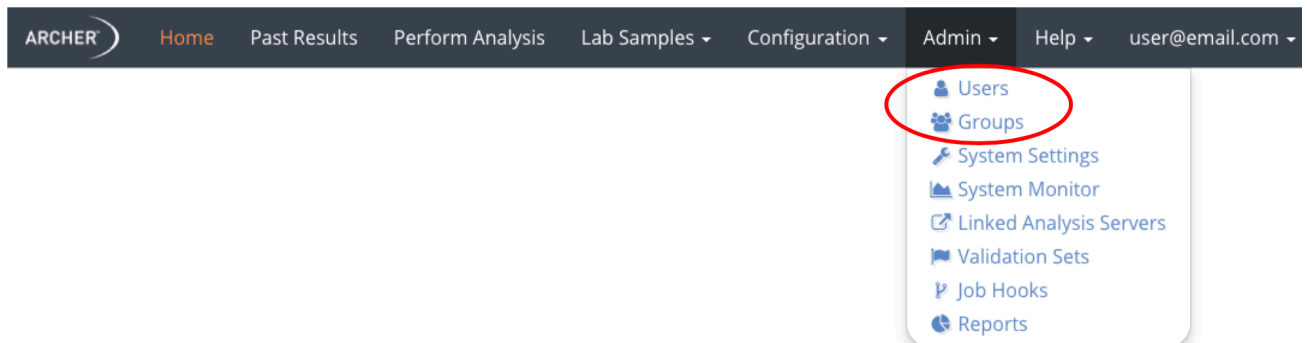 ARCHER Home Past Results Perform Analysis Lab Samples Configuration Admin Help user@email.com
Users
Groups
System Settings
System Monitor
Linked Analysis Servers
Validation Sets
Job Hooks
Reports